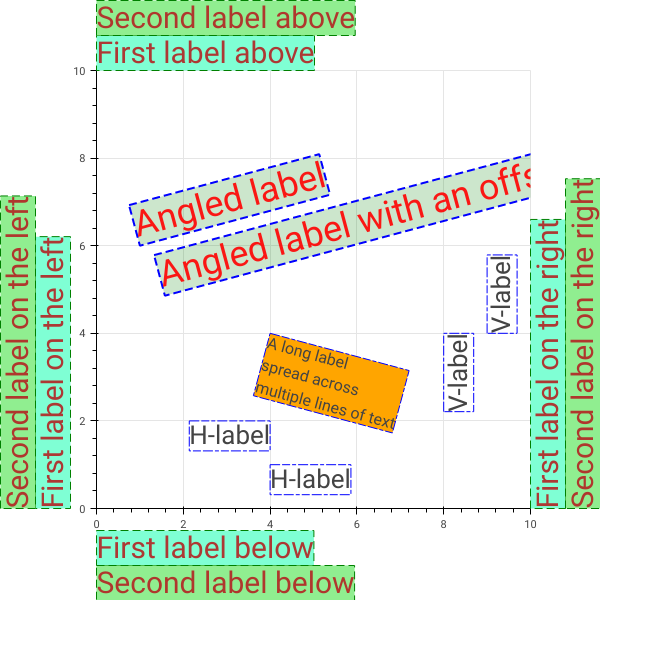 Second label above
First label above
10
8
6
4
2
0
Angled label
Angled label with an offs
Second label on the left
First label on the left
V-label
V-label
A long label
spread across
multiple lines of text
H-label
H-label
First label on the right
Second label on the right
0 2 4 6 8 10
First label below
Second label below